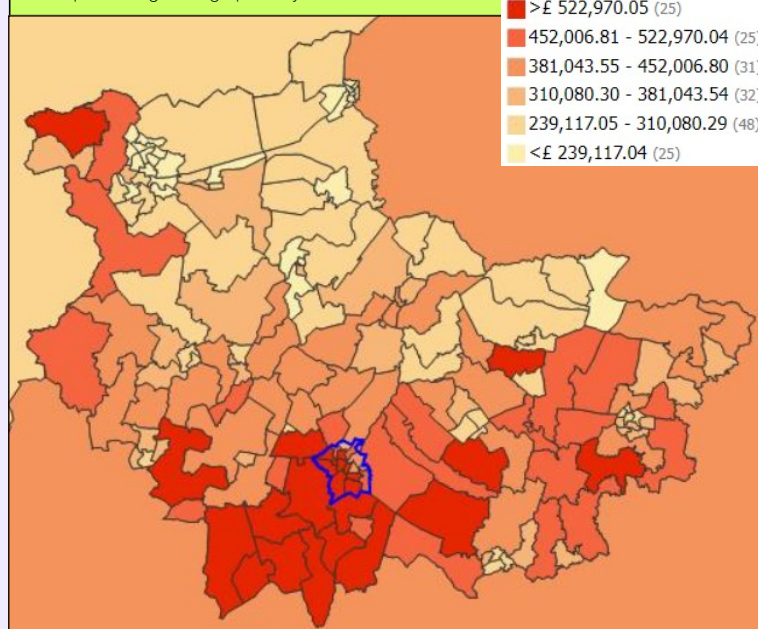 >£ 522,970.05 (25)
452,006.81 - 522,970.04 (25)
381,043.55 - 452,006.80 (31)
310,080.30 - 381,043.54 (32)
239,117.05 - 310,080.29 (48)
<£ 239,117.04 (25)